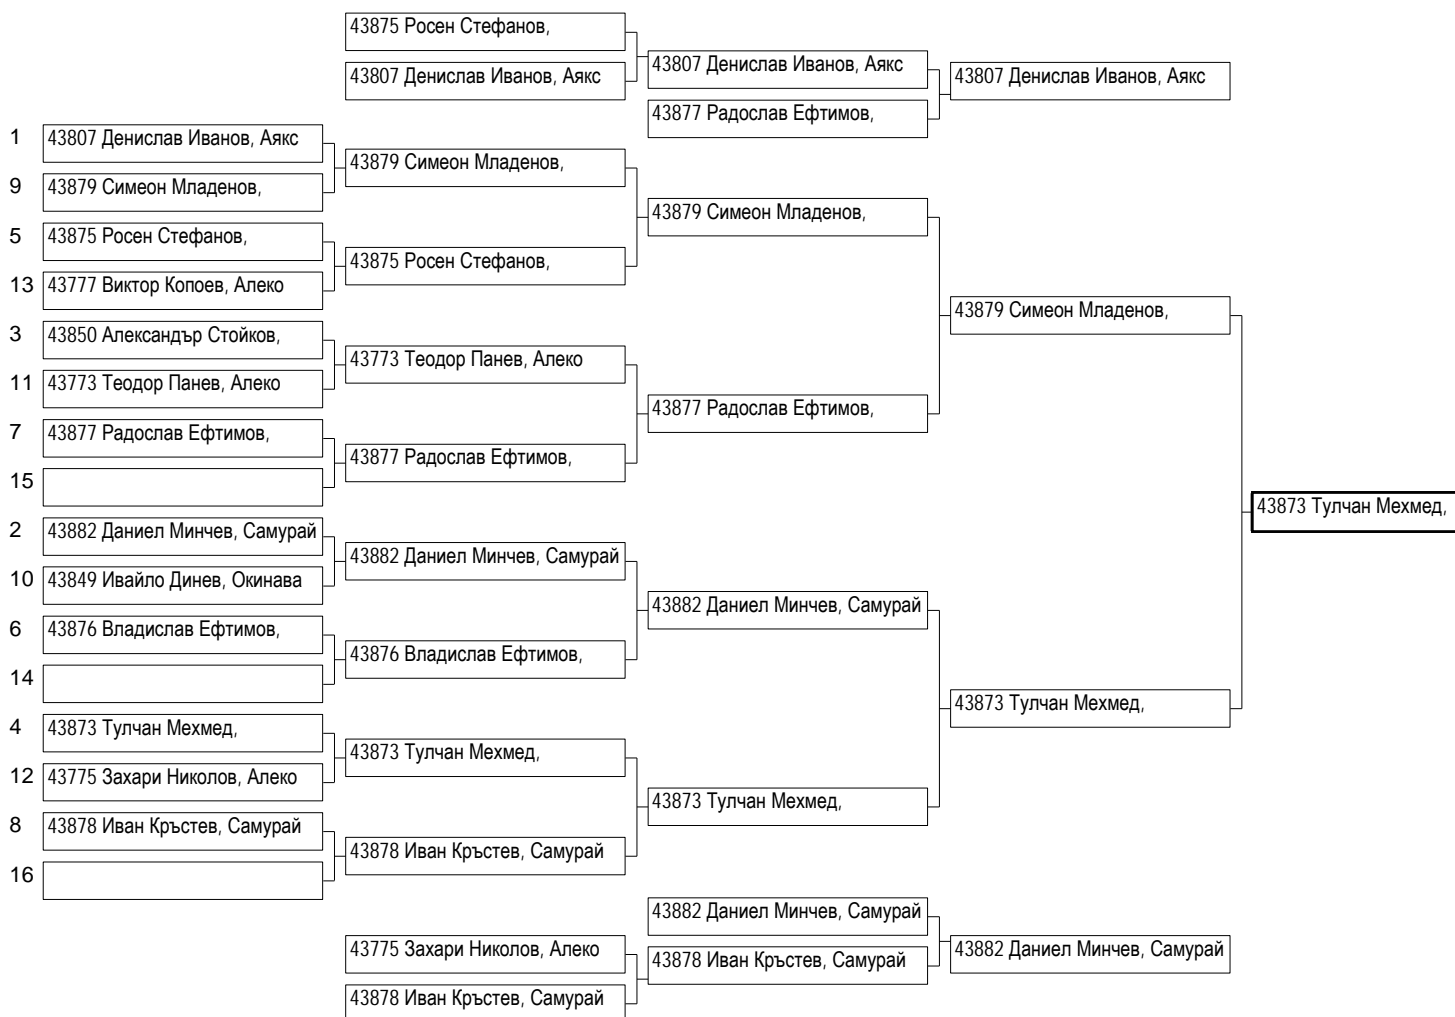 43875 Росен Стефанов,
43807 Денислав Иванов, Аякс
43807 Денислав Иванов, Аякс
43877 Радослав Ефтимов,
43807 Денислав Иванов, Аякс
1 43807 Денислав Иванов, Аякс
9 43879 Симеон Младенов,
5 43875 Росен Стефанов,
13 43777 Виктор Копоев, Алеко
3 43850 Александър Стойков,
11 43773 Теодор Панев, Алеко
7 43877 Радослав Ефтимов,
15
2 43882 Даниел Минчев, Самурай
10 43849 Ивайло Динев, Окинава
6 43876 Владислав Ефтимов,
14
4 43873 Тулчан Мехмед,
12 43775 Захари Николов, Алеко
8 43878 Иван Кръстев, Самурай
16
43879 Симеон Младенов,
43875 Росен Стефанов,
43773 Теодор Панев, Алеко
43877 Радослав Ефтимов,
43882 Даниел Минчев, Самурай
43876 Владислав Ефтимов,
43873 Тулчан Мехмед,
43878 Иван Кръстев, Самурай
43879 Симеон Младенов,
43877 Радослав Ефтимов,
43882 Даниел Минчев, Самурай
43873 Тулчан Мехмед,
43879 Симеон Младенов,
43873 Тулчан Мехмед,
43873 Тулчан Мехмед,
43775 Захари Николов, Алеко
43878 Иван Кръстев, Самурай
43882 Даниел Минчев, Самурай
43878 Иван Кръстев, Самурай
43882 Даниел Минчев, Самурай